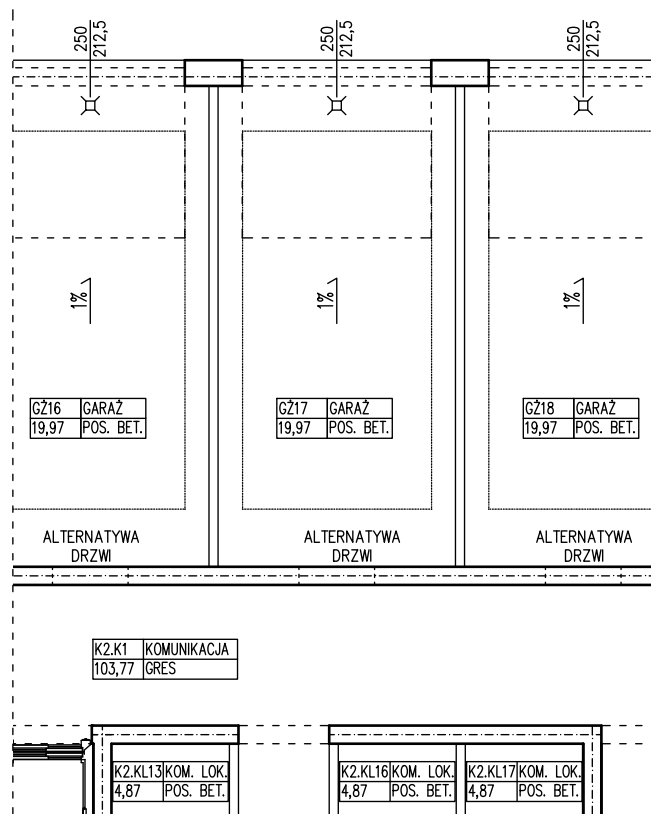 250 250 250
212,5 212,5 212,5
1% 1% 1%
GŻ16 GARAŻ GŻ17 GARAŻ GŻ18 GARAŻ
19,97 POS. BET. 19,97 POS. BET. 19,97 POS. BET.
ALTERNATYWA ALTERNATYWA ALTERNATYWA
DRZWI DRZWI DRZWI
K2.K1 KOMUNIKACJA
103,77 GRES
K2.KL13 KOM. LOK. K2.KL16 KOM. LOK. K2.KL17 KOM. LOK.
4,87 POS. BET. 4,87 POS. BET. 4,87 POS. BET.